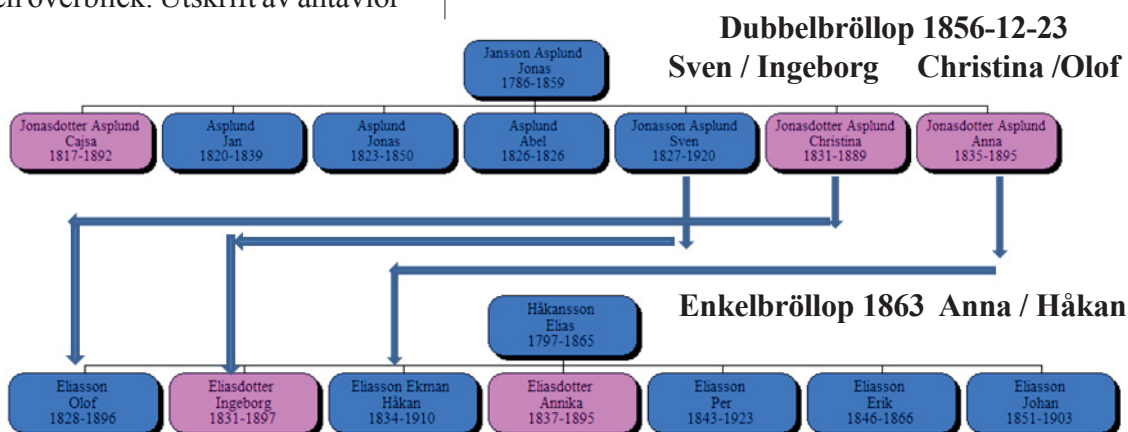 en överblick. Utskrift av antavlor
Dubbelbröllop 1856-12-23
Sven / Ingeborg Christina /Olof
Jansson Asplund
Jonas
1786-1859
Jonasdotter Asplund
Cajsa
1817-1892
Asplund
Jan
1820-1839
Asplund
Jonas
1823-1850
Asplund
Abel
1826-1826
Jonasson Asplund
Sven
1827-1920
Jonasdotter Asplund
Christina
1831-1889
Jonasdotter Asplund
Anna
1835-1895
Enkelbröllop 1863 Anna / Håkan
Håkansson
Elias
1797-1865
Eliasson
Olof
1828-1896
Eliasdotter
Ingeborg
1831-1897
Eliasson Ekman
Håkan
1834-1910
Eliasdotter
Annika
1837-1895
Eliasson
Per
1843-1923
Eliasson
Erik
1846-1866
Eliasson
Johan
1851-1903